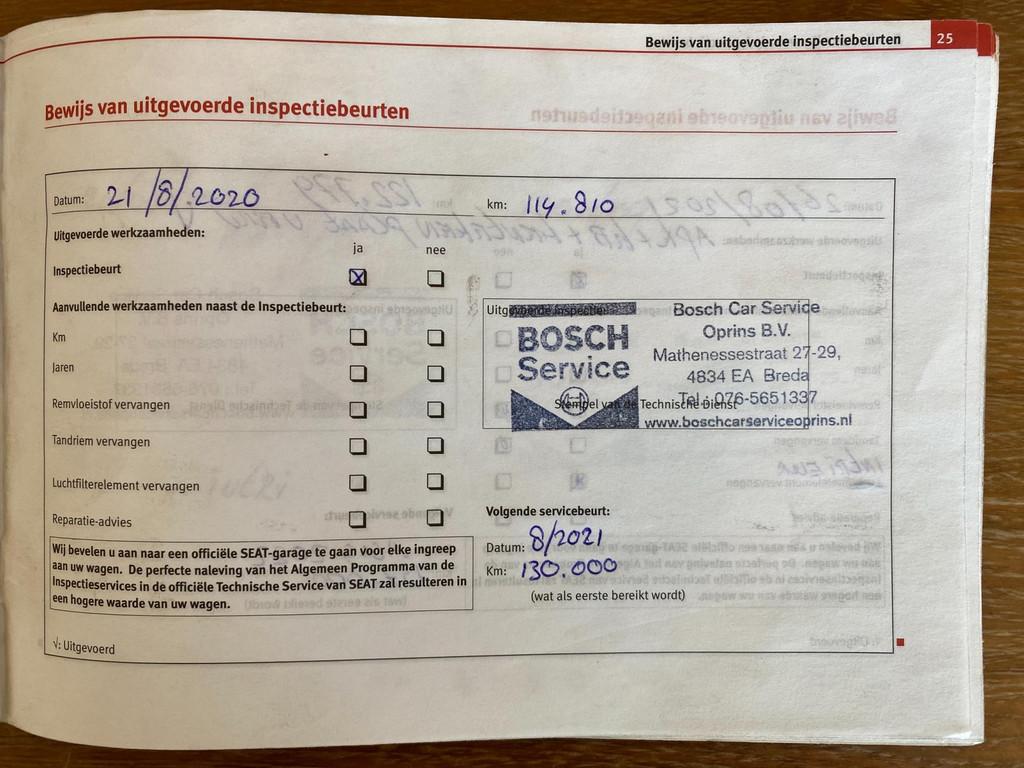 Bewijs van uitgevoerde inspectiebeurten 25
Bewijs van uitgevoerde inspectiebeurten
Datum: 21/8/2020 km: 114.810
Uitgevoerde werkzaamheden:
ja nee
Inspectiebeurt
Aanvullende werkzaamheden naast de Inspectiebeurt:
Km
Jaren
Remvloeistof vervangen
Tandriem vervangen
Luchtfilterelement vervangen
Reparatie-advies
Uitgevoerde inspectie:
BOSCH
Service
Bosch Car Service
Oprins B.V.
Mathenessestraat 27-29,
4834 EA Breda
Tel.: 076-5651337
www.boschcarserviceoprins.nl
Stempel van de Technische Dienst
Volgende servicebeurt:
Datum: 8/2021
Km: 130.000
(wat als eerste bereikt wordt)
Wij bevelen u aan naar een officiële SEAT-garage te gaan voor elke ingreep
aan uw wagen. De perfecte naleving van het Algemeen Programma van de
Inspectieservices in de officiële Technische Service van SEAT zal resulteren in
een hogere waarde van uw wagen.
√: Uitgevoerd